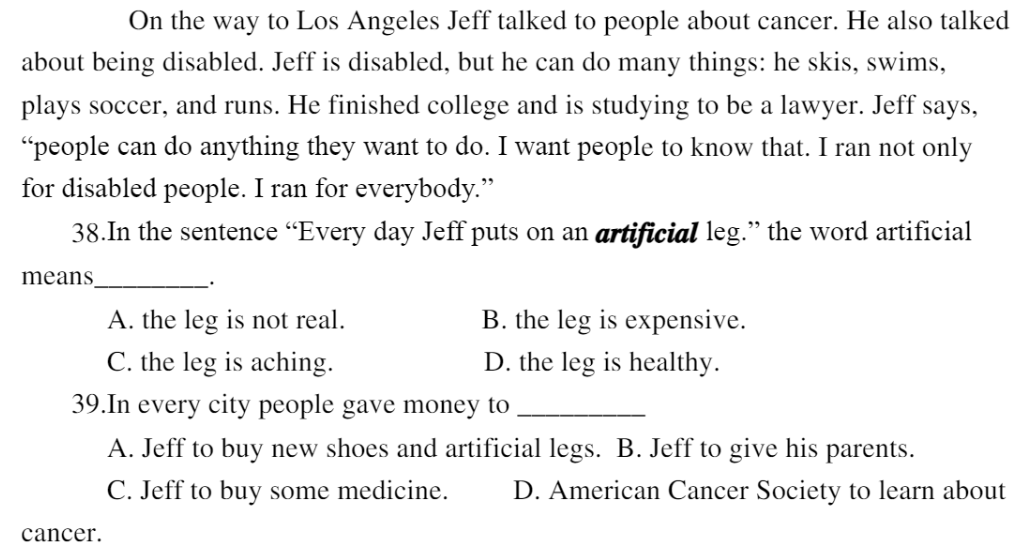 On the way to Los Angeles Jeff talked to people about cancer. He also talked
about being disabled. Jeff is disabled, but he can do many things: he skis, swims,
plays soccer, and runs. He finished college and is studying to be a lawyer. Jeff says,
“people can do anything they want to do. I want people to know that. I ran not only
for disabled people. I ran for everybody.”
38.In the sentence “Every day Jeff puts on an artificial leg.” the word artificial
means________.
A. the leg is not real. B. the leg is expensive.
C. the leg is aching. D. the leg is healthy.
39.In every city people gave money to _________
A. Jeff to buy new shoes and artificial legs. B. Jeff to give his parents.
C. Jeff to buy some medicine. D. American Cancer Society to learn about
cancer.